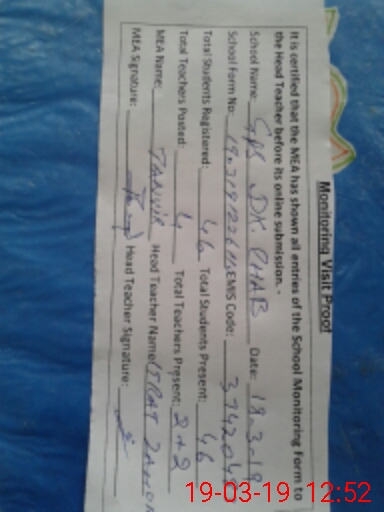 Monitoring Visit Proof
It is certified that the MEA has shown all entries of the School Monitoring Form to
the Head Teacher before its online submission. -
School Name: GPS DK. CHAB Date: 19-3-19
School Form No: EMIS Code:
Total Students Registered: 46 Total Students Present: 46
Total Teachers Posted: 4 Total Teachers Present: 2+2
MEA Name: TANVIR Head Teacher Name:
MEA Signature: Head Teacher Signature:
19-03-19 12:52